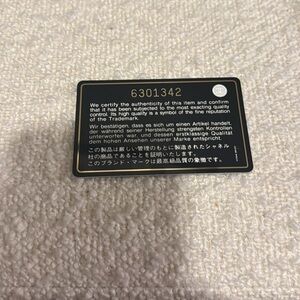 6301342
We certify the authenticity of this item and confirm
that it has been subjected to the most exacting quality
control. Its high quality is a symbol of the fine reputation
of the Trademark.
Wir bestätigen, dass es sich um einen Artikel handelt,
der während seiner Herstellung strengsten Kontrollen
unterworfen war, und dessen erstklassige Qualität
dem hohen Ansehen unserer Marke entspricht.
この製品は厳しい管理のもとに製造されたシャネル
社の商品であることを証明いたします。
このブランド・マークは最高級品質の象徴です。